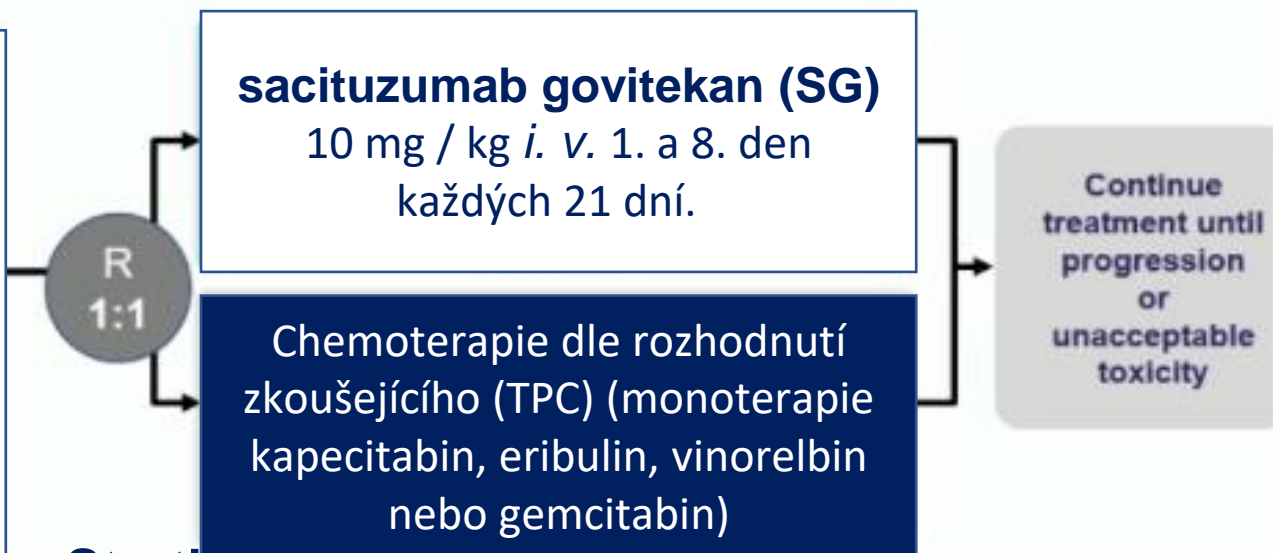 sacituzumab govitekan (SG)
10 mg / kg i. v. 1. a 8. den
každých 21 dní.
R
1:1
Chemoterapie dle rozhodnutí
zkoušejícího (TPC) (monoterapie
kapecitabin, eribulin, vinorelbin
nebo gemcitabin)
Continue
treatment until
progression
or
unacceptable
toxicity